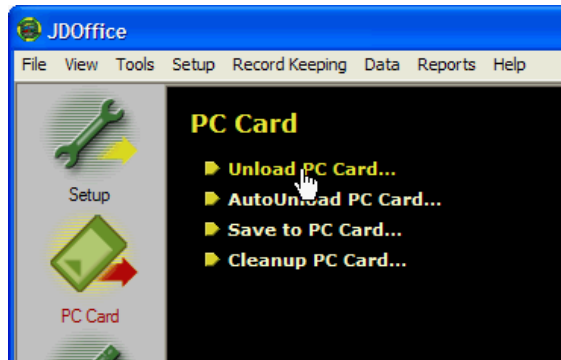 JDOffice
File View Tools Setup Record Keeping Data Reports Help
PC Card
Unload PC Card...
AutoUnload PC Card...
Save to PC Card...
Cleanup PC Card...
Setup
PC Card